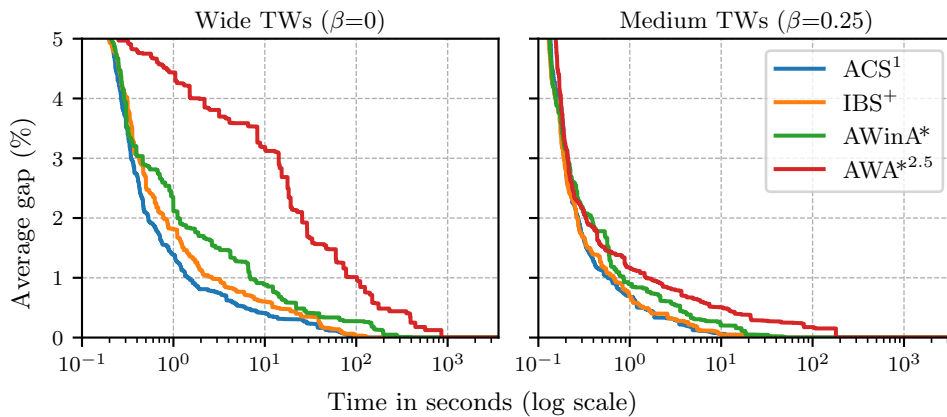 Wide TWs (β=0)
Medium TWs (β=0.25)
Average gap (%)
5
4
3
2
1
0
ACS¹
IBS⁺
AWinA*
AWA*²·⁵
10⁻¹ 10⁰ 10¹ 10² 10³
10⁻¹ 10⁰ 10¹ 10² 10³
Time in seconds (log scale)